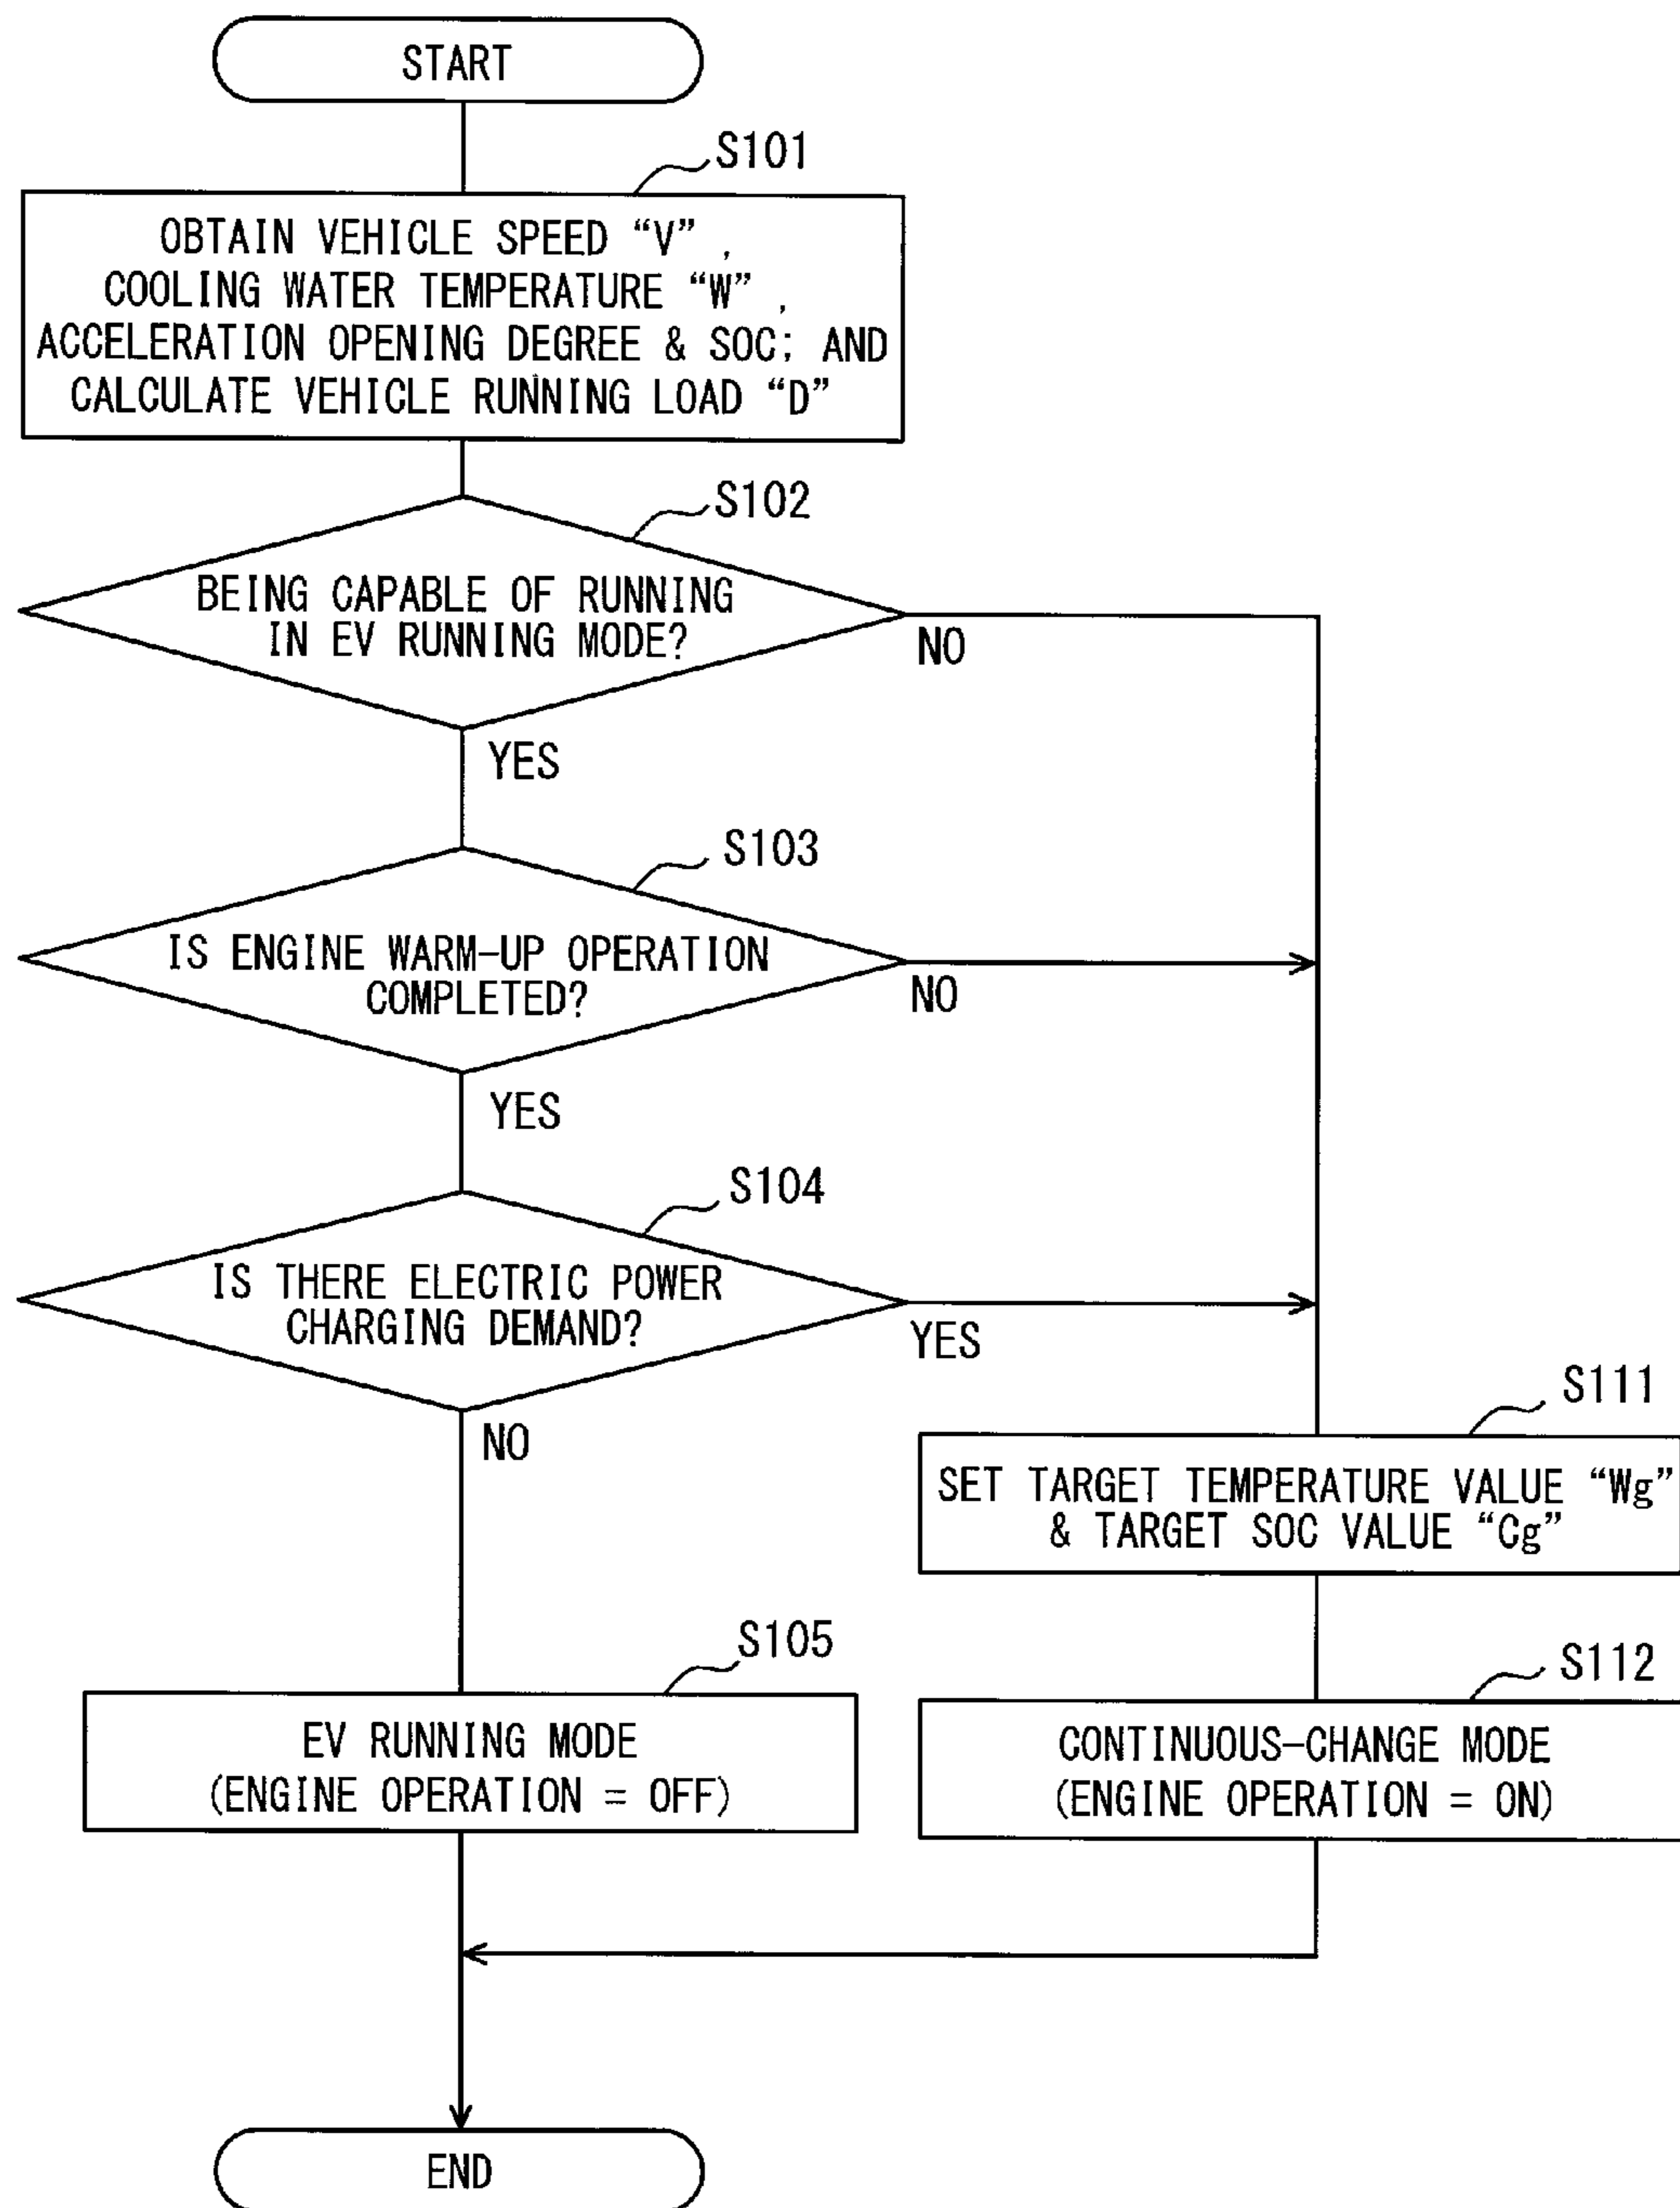 START
S101
OBTAIN VEHICLE SPEED “V” ,
COOLING WATER TEMPERATURE “W” ,
ACCELERATION OPENING DEGREE & SOC; AND
CALCULATE VEHICLE RUNNING LOAD “D”
S102
BEING CAPABLE OF RUNNING
IN EV RUNNING MODE?
NO
YES
S103
IS ENGINE WARM-UP OPERATION
COMPLETED?
NO
YES
S104
IS THERE ELECTRIC POWER
CHARGING DEMAND?
YES
NO
S111
SET TARGET TEMPERATURE VALUE “Wg”
& TARGET SOC VALUE “Cg”
S105
EV RUNNING MODE
(ENGINE OPERATION = OFF)
S112
CONTINUOUS-CHANGE MODE
(ENGINE OPERATION = ON)
END